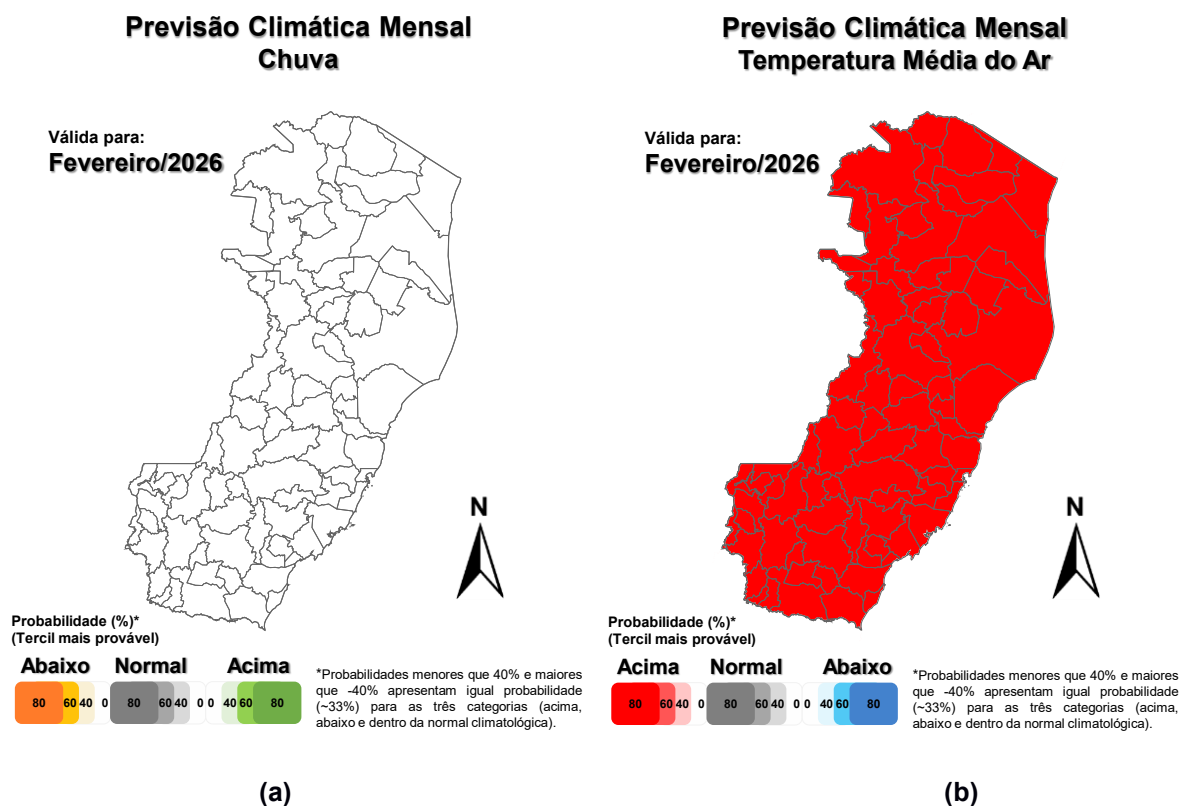 Previsão Climática Mensal
Chuva
Válida para:
Fevereiro/2026
N
Probabilidade (%)*
(Tercil mais provável)
Abaixo Normal Acima
80 60 40 0 80 60 40 0 0 40 60 80
*Probabilidades menores que 40% e maiores
que -40% apresentam igual probabilidade
(~33%) para as três categorias (acima,
abaixo e dentro da normal climatológica).
(a)
Previsão Climática Mensal
Temperatura Média do Ar
Válida para:
Fevereiro/2026
N
Probabilidade (%)*
(Tercil mais provável)
Acima Normal Abaixo
80 60 40 0 80 60 40 0 0 40 60 80
*Probabilidades menores que 40% e maiores
que -40% apresentam igual probabilidade
(~33%) para as três categorias (acima,
abaixo e dentro da normal climatológica).
(b)